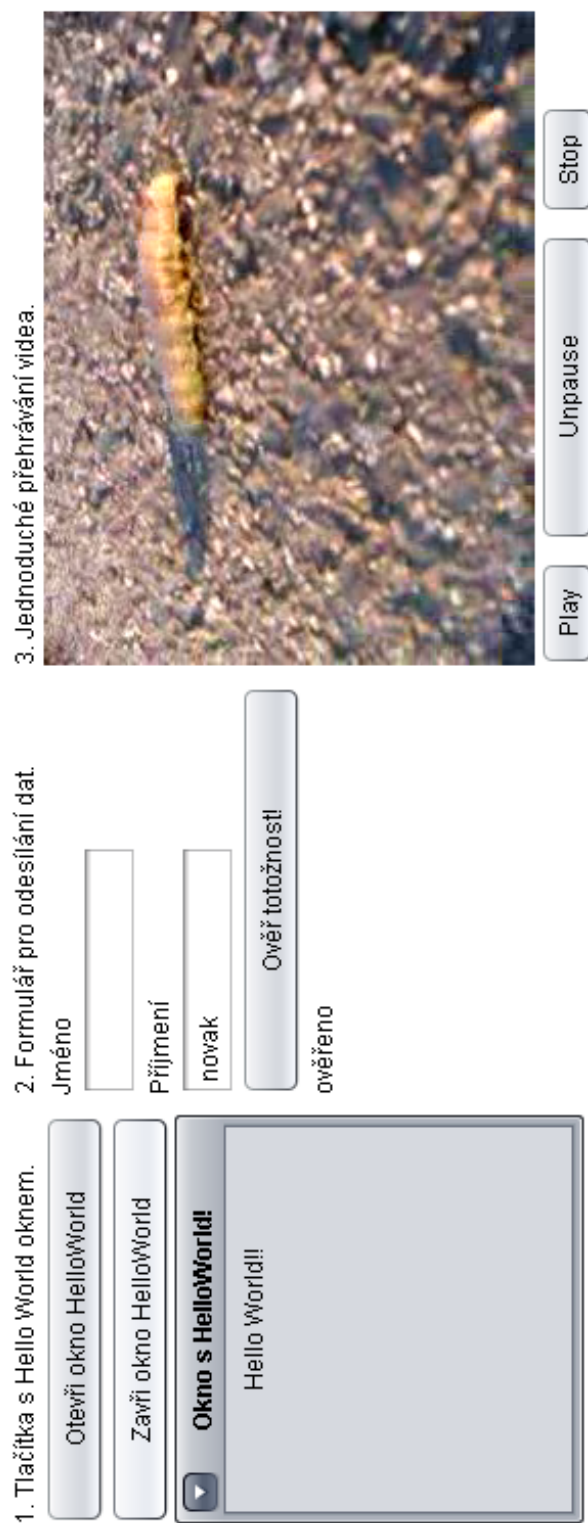 1. Tlačítka s Hello World oknem.
Otevři okno HelloWorld
Zavři okno HelloWorld
Okno s HelloWorld!
Hello World!!
2. Formulář pro odesílání dat.
Jméno
Příjmení
novak
Ověř totožnost!
ověřeno
3. Jednoduché přehrávání videa.
Play
Unpause
Stop